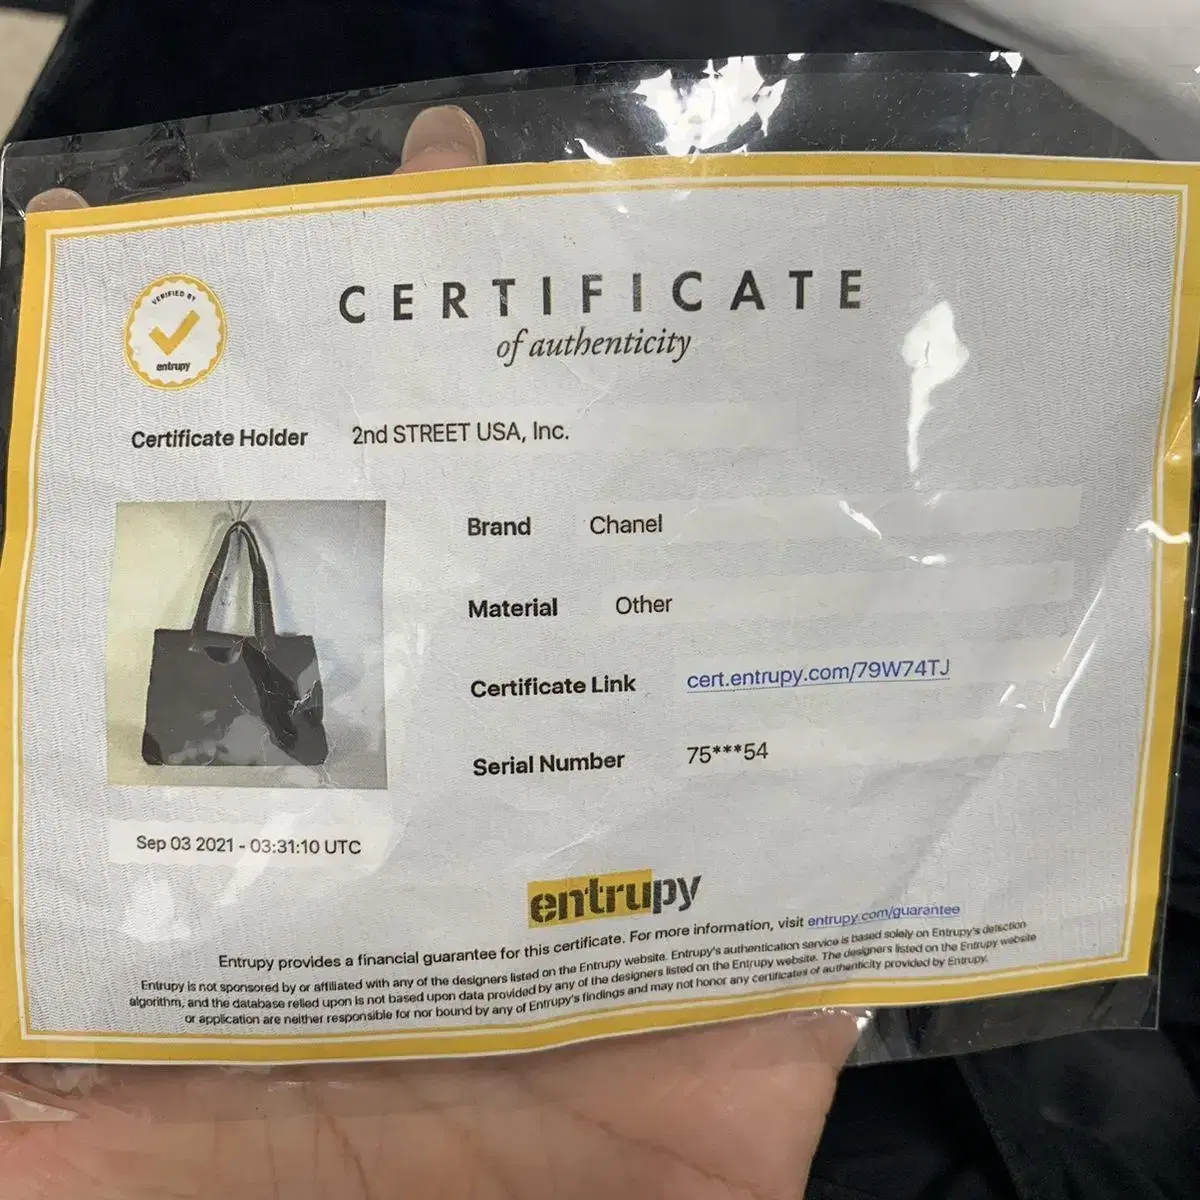 VERIFIED BY
entrupy
CERTIFICATE
of authenticity
Certificate Holder 2nd STREET USA, Inc.
Brand Chanel
Material Other
Certificate Link cert.entrupy.com/79W74TJ
Serial Number 75***54
Sep 03 2021 - 03:31:10 UTC
entrupy
Entrupy provides a financial guarantee for this certificate. For more information, visit entrupy.com/guarantee
Entrupy is not sponsored by or affiliated with any of the designers listed on the Entrupy website. Entrupy's authentication service is based solely on Entrupy's detection
algorithm, and the database relied upon is not based upon data provided by any of the designers listed on the Entrupy website. The designers listed on the Entrupy website
or application are neither responsible for nor bound by any of Entrupy's findings and may not honor any certificates of authenticity provided by Entrupy.